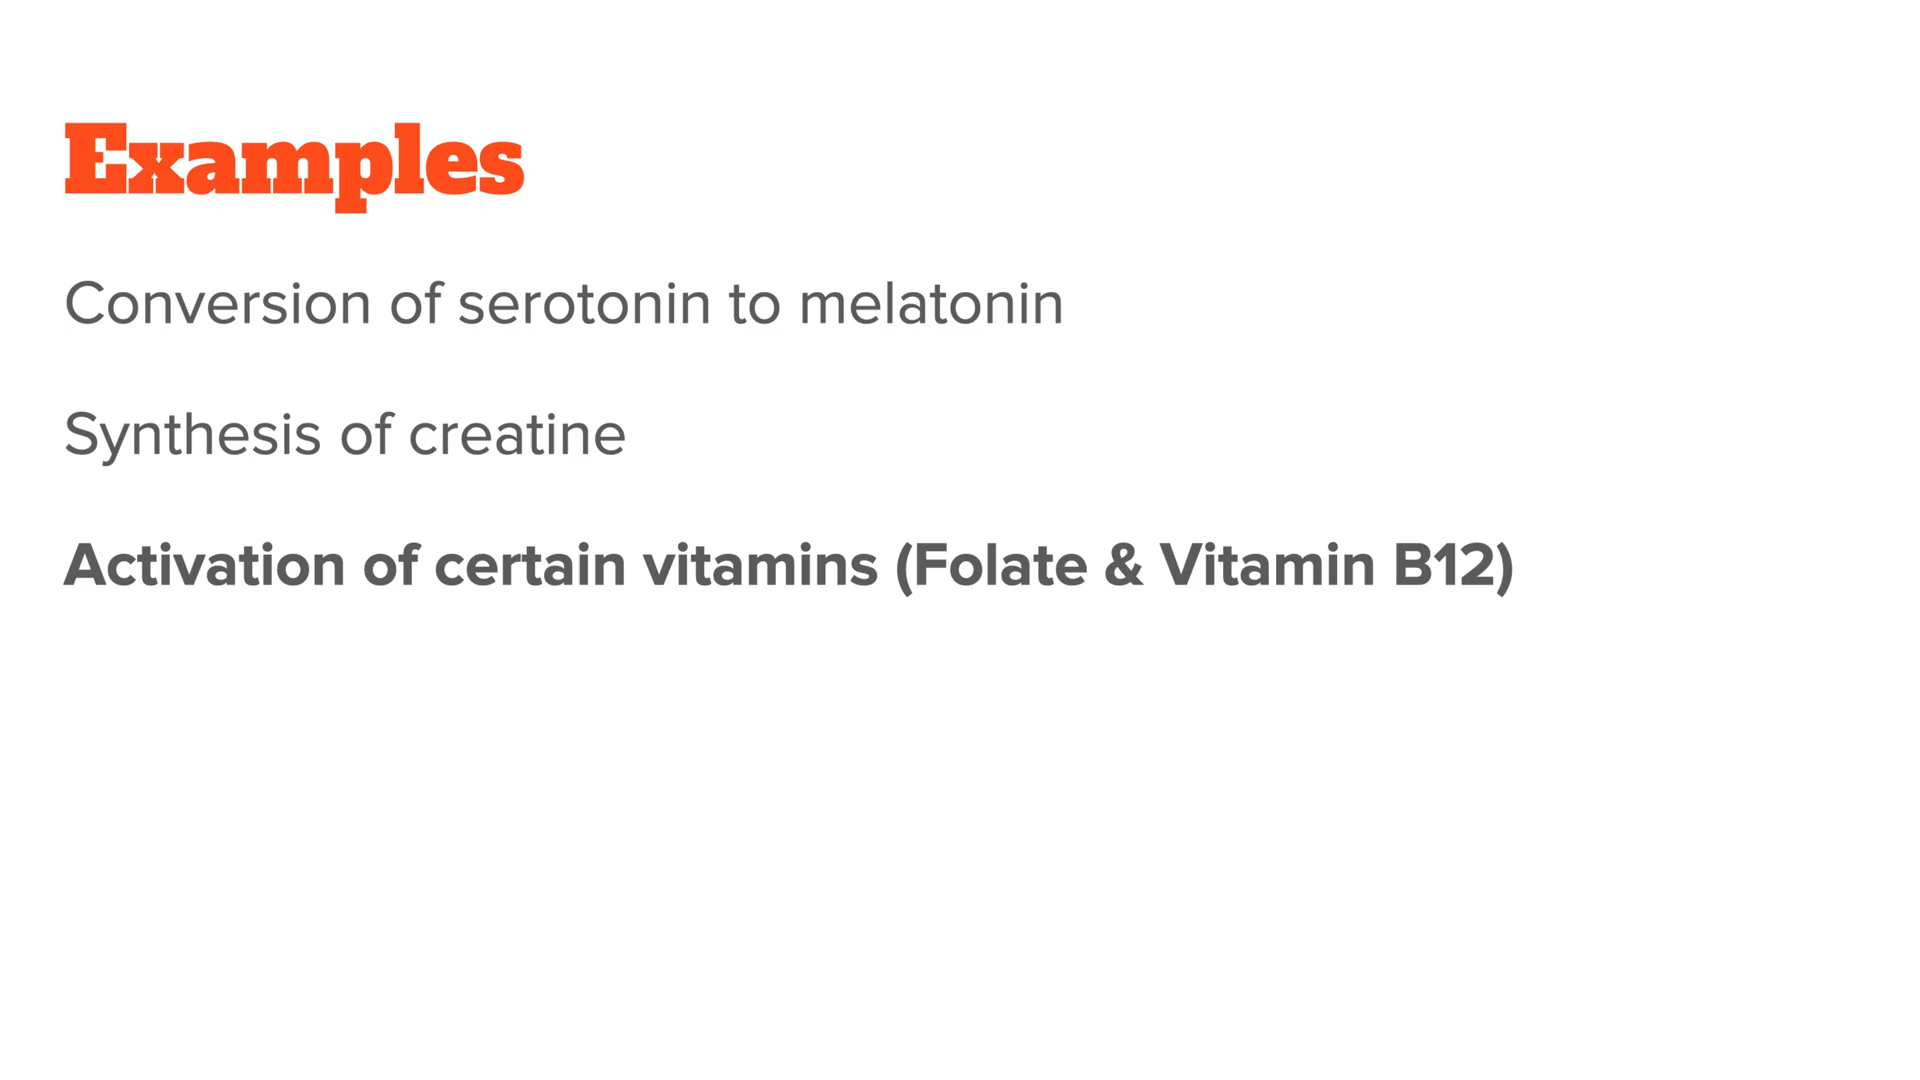 Examples
Conversion of serotonin to melatonin
Synthesis of creatine
Activation of certain vitamins (Folate & Vitamin B12)